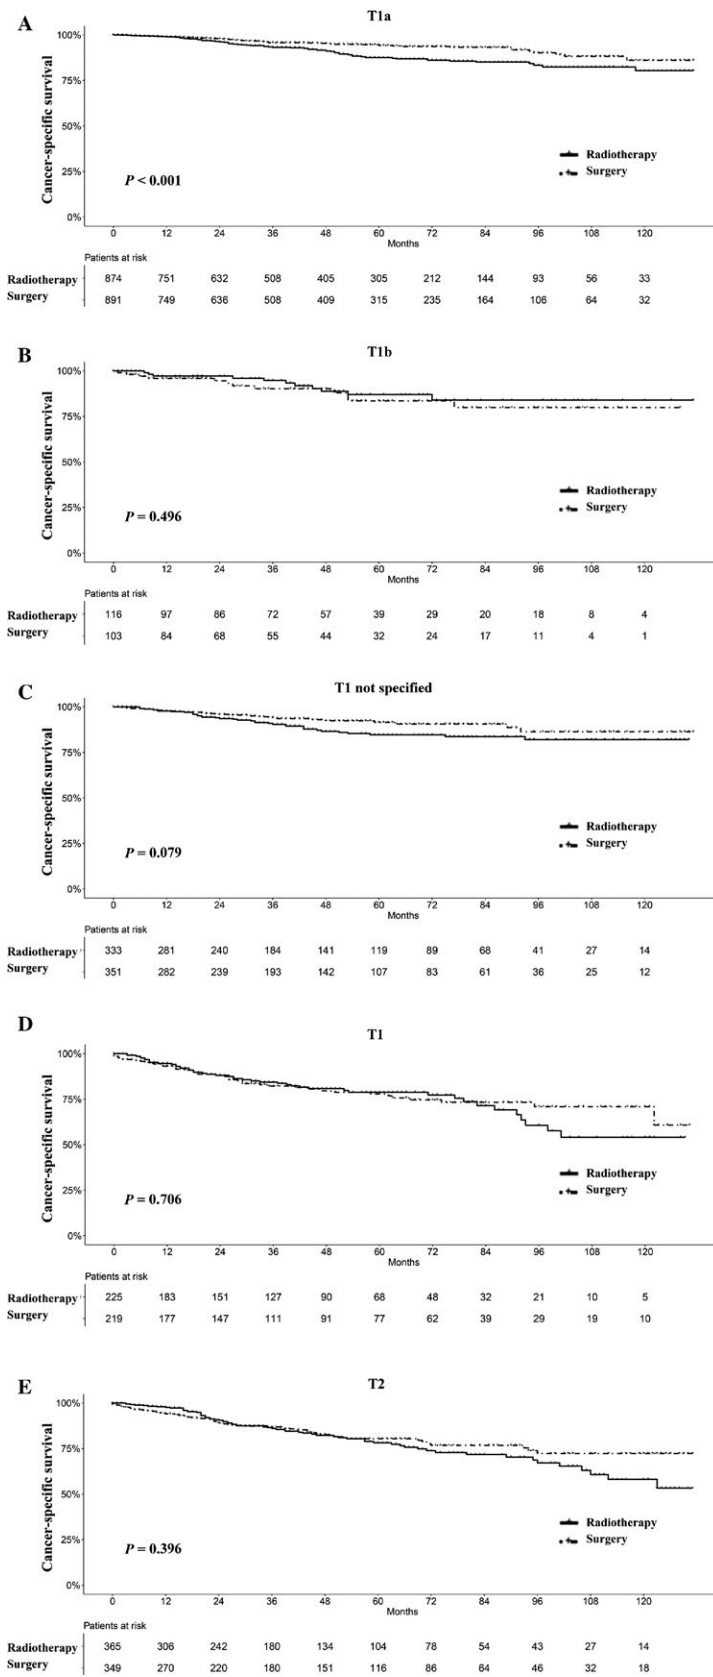 A
T1a
Cancer-specific survival
100%
75%
50%
25%
0%
Radiotherapy
Surgery
P < 0.001
0 12 24 36 48 60 72 84 96 108 120
Months
Patients at risk
Radiotherapy 874 751 632 508 405 305 212 144 93 56 33
Surgery 891 749 636 508 409 315 235 164 106 64 32
B
T1b
Cancer-specific survival
100%
75%
50%
25%
0%
Radiotherapy
Surgery
P = 0.496
0 12 24 36 48 60 72 84 96 108 120
Months
Patients at risk
Radiotherapy 116 97 86 72 57 39 29 20 18 8 4
Surgery 103 84 68 55 44 32 24 17 11 4 1
C
T1 not specified
Cancer-specific survival
100%
75%
50%
25%
0%
Radiotherapy
Surgery
P = 0.079
0 12 24 36 48 60 72 84 96 108 120
Months
Patients at risk
Radiotherapy 333 281 240 184 141 119 89 68 41 27 14
Surgery 351 282 239 193 142 107 83 61 36 25 12
D
T1
Cancer-specific survival
100%
75%
50%
25%
0%
Radiotherapy
Surgery
P = 0.706
0 12 24 36 48 60 72 84 96 108 120
Months
Patients at risk
Radiotherapy 225 183 151 127 90 68 48 32 21 10 5
Surgery 219 177 147 111 91 77 62 39 29 19 10
E
T2
Cancer-specific survival
100%
75%
50%
25%
0%
Radiotherapy
Surgery
P = 0.396
0 12 24 36 48 60 72 84 96 108 120
Months
Patients at risk
Radiotherapy 365 306 242 180 134 104 78 54 43 27 14
Surgery 349 270 220 180 151 116 86 64 46 32 18